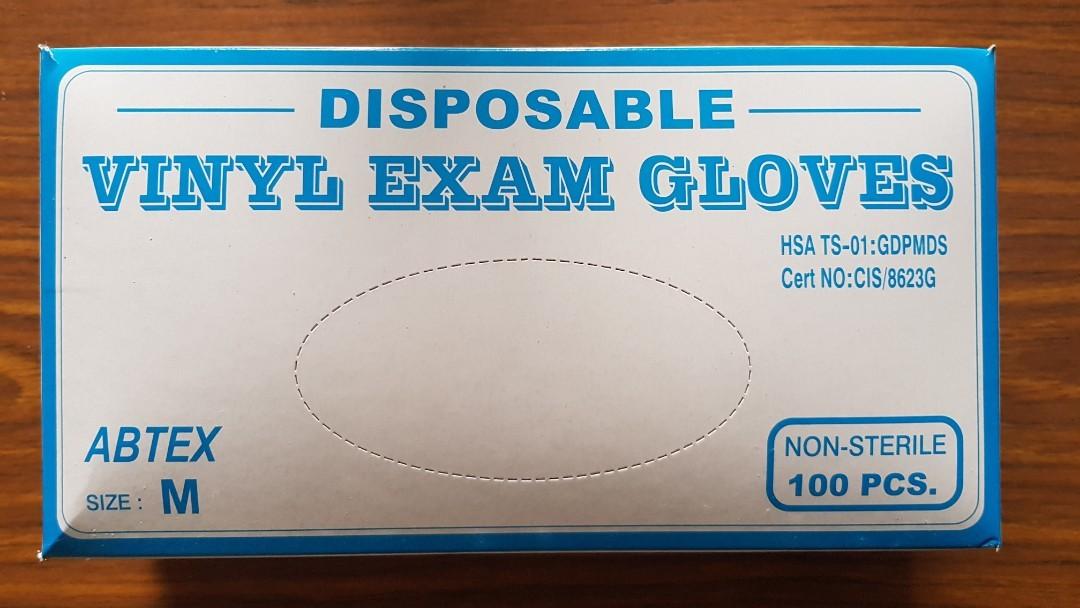 DISPOSABLE
VINYL EXAM GLOVES
HSA TS-01:GDPMDS
Cert NO:CIS/8623G
ABTEX
SIZE : M
NON-STERILE
100 PCS.